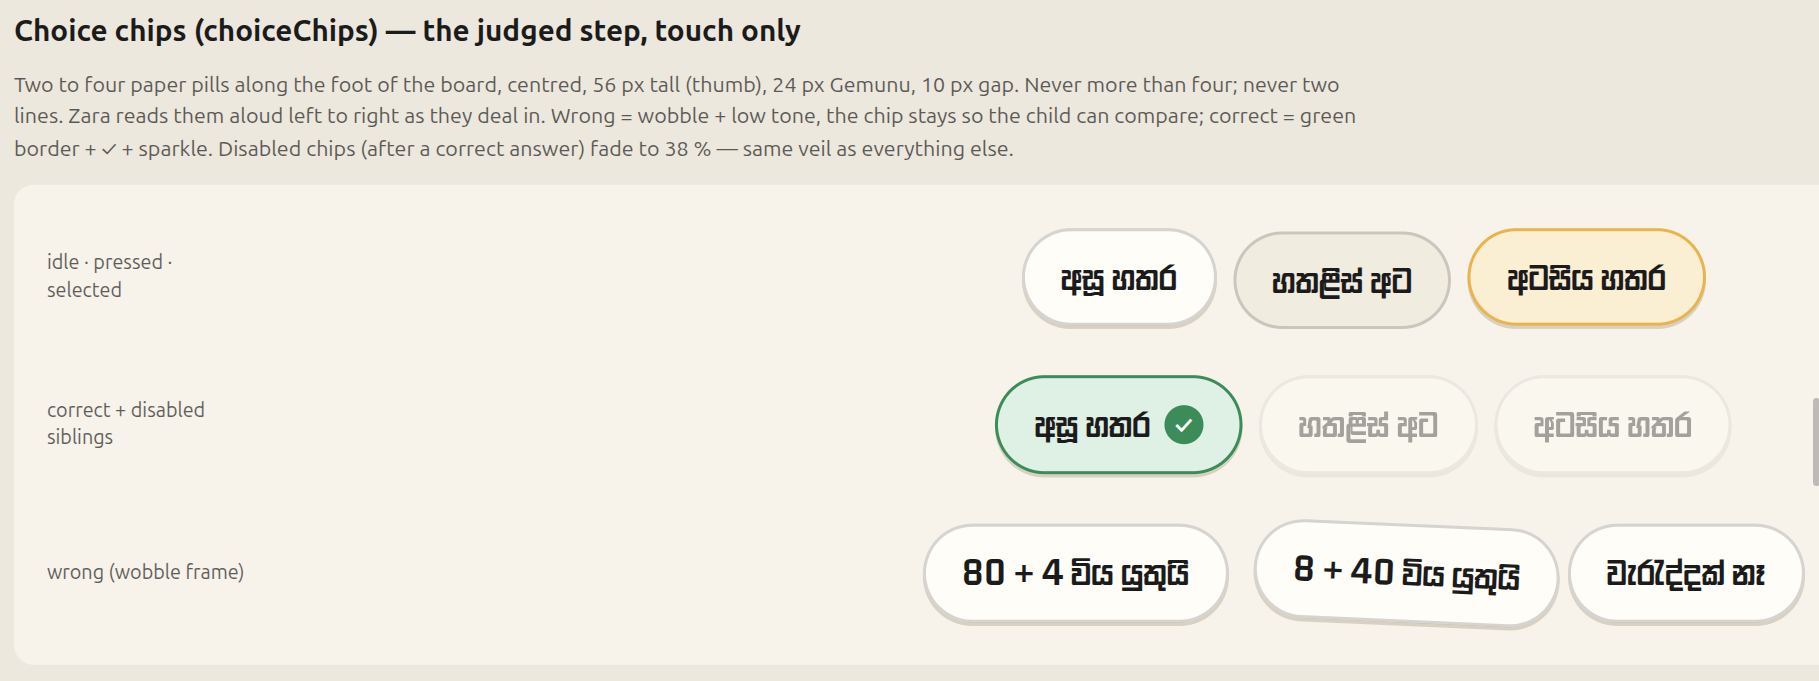 Choice chips (choiceChips) — the judged step, touch only
Two to four paper pills along the foot of the board, centred, 56 px tall (thumb), 24 px Gemunu, 10 px gap. Never more than four; never two
lines. Zara reads them aloud left to right as they deal in. Wrong = wobble + low tone, the chip stays so the child can compare; correct = green
border + ✓ + sparkle. Disabled chips (after a correct answer) fade to 38 % — same veil as everything else.
idle · pressed ·
selected
අසූ හතර
හතළිස් අට
අටසිය හතර
correct + disabled
siblings
අසූ හතර ✓
හතළිස් අට
අටසිය හතර
wrong (wobble frame)
80 + 4 විය යුතුයි
8 + 40 විය යුතුයි
වැරැද්දක් නෑ